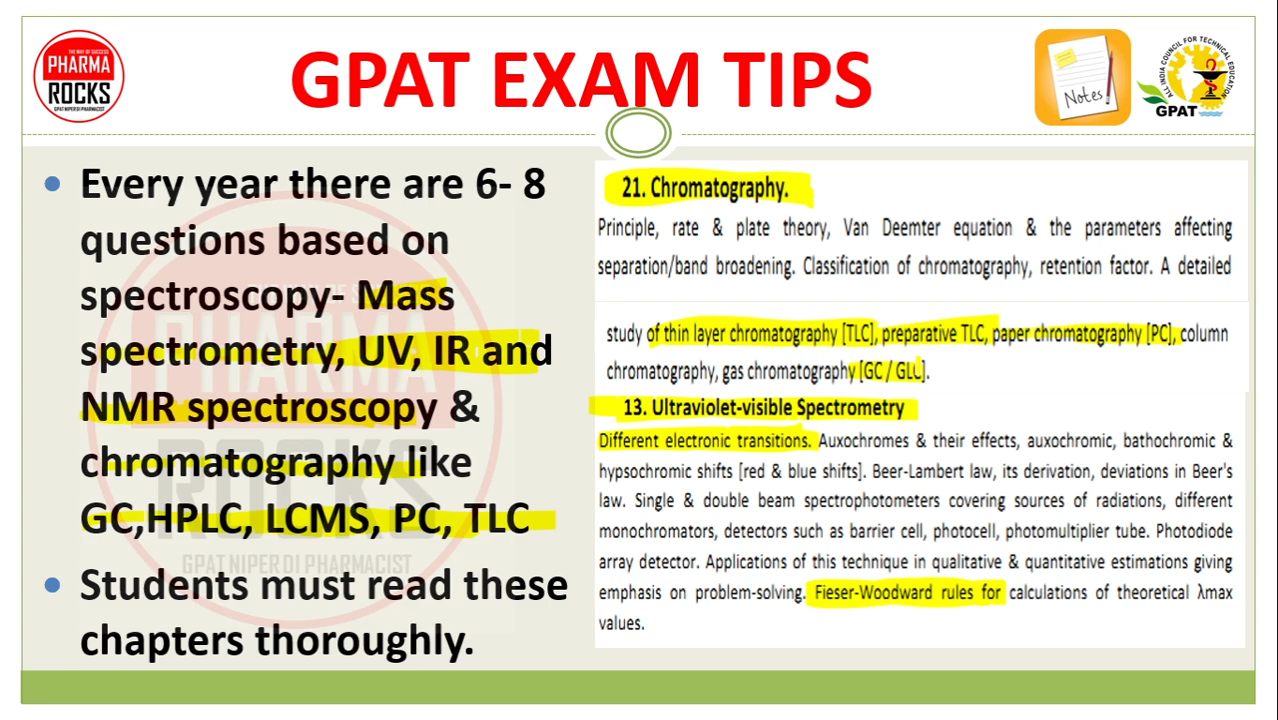 THE WAY OF SUCCESS
PHARMA
ROCKS
GPAT NIPER DI PHARMACIST
GPAT EXAM TIPS
Notes
ALL INDIA COUNCIL FOR TECHNICAL EDUCATION
GPAT
• Every year there are 6- 8
questions based on
spectroscopy- Mass
spectrometry, UV, IR and
NMR spectroscopy &
chromatography like
GC,HPLC, LCMS, PC, TLC
• Students must read these
chapters thoroughly.
PHARMA
ROCKS
GPAT NIPER DI PHARMACIST
21. Chromatography.
Principle, rate & plate theory, Van Deemter equation & the parameters affecting
separation/band broadening. Classification of chromatography, retention factor. A detailed
study of thin layer chromatography [TLC], preparative TLC, paper chromatography [PC], column
chromatography, gas chromatography [GC / GLC].
13. Ultraviolet-visible Spectrometry
Different electronic transitions. Auxochromes & their effects, auxochromic, bathochromic &
hypsochromic shifts [red & blue shifts]. Beer-Lambert law, its derivation, deviations in Beer's
law. Single & double beam spectrophotometers covering sources of radiations, different
monochromators, detectors such as barrier cell, photocell, photomultiplier tube. Photodiode
array detector. Applications of this technique in qualitative & quantitative estimations giving
emphasis on problem-solving. Fieser-Woodward rules for calculations of theoretical λmax
values.